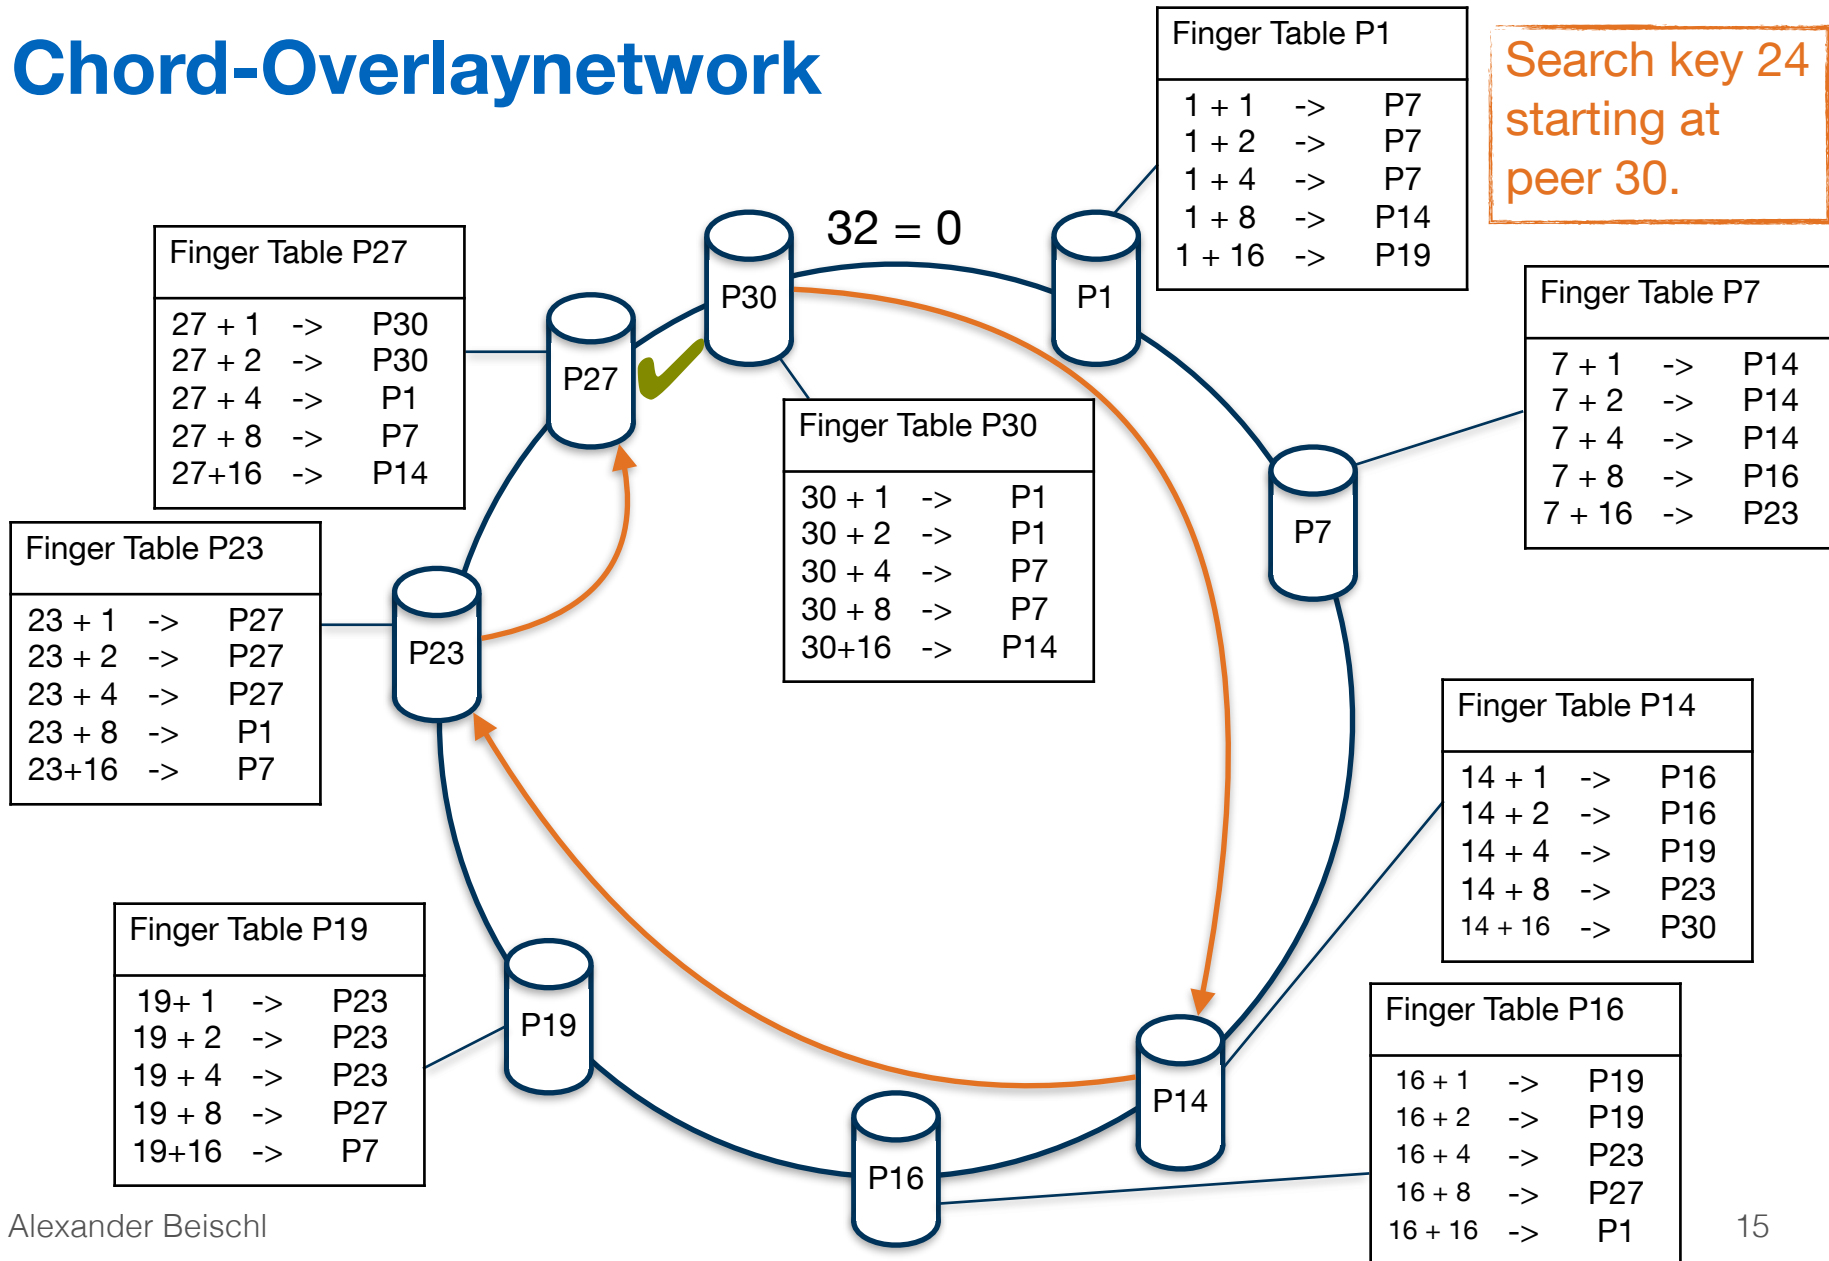 Chord-Overlaynetwork
Search key 24
starting at
peer 30.
Finger Table P1
1 + 1 -> P7
1 + 2 -> P7
1 + 4 -> P7
1 + 8 -> P14
1 + 16 -> P19
32 = 0
Finger Table P27
27 + 1 -> P30
27 + 2 -> P30
27 + 4 -> P1
27 + 8 -> P7
27+16 -> P14
P30
P1
P27
Finger Table P7
7 + 1 -> P14
7 + 2 -> P14
7 + 4 -> P14
7 + 8 -> P16
7 + 16 -> P23
Finger Table P30
30 + 1 -> P1
30 + 2 -> P1
30 + 4 -> P7
30 + 8 -> P7
30+16 -> P14
P7
Finger Table P23
23 + 1 -> P27
23 + 2 -> P27
23 + 4 -> P27
23 + 8 -> P1
23+16 -> P7
P23
Finger Table P14
14 + 1 -> P16
14 + 2 -> P16
14 + 4 -> P19
14 + 8 -> P23
14 + 16 -> P30
Finger Table P19
19+ 1 -> P23
19 + 2 -> P23
19 + 4 -> P23
19 + 8 -> P27
19+16 -> P7
P19
P14
P16
Finger Table P16
16 + 1 -> P19
16 + 2 -> P19
16 + 4 -> P23
16 + 8 -> P27
16 + 16 -> P1
Alexander Beischl
15